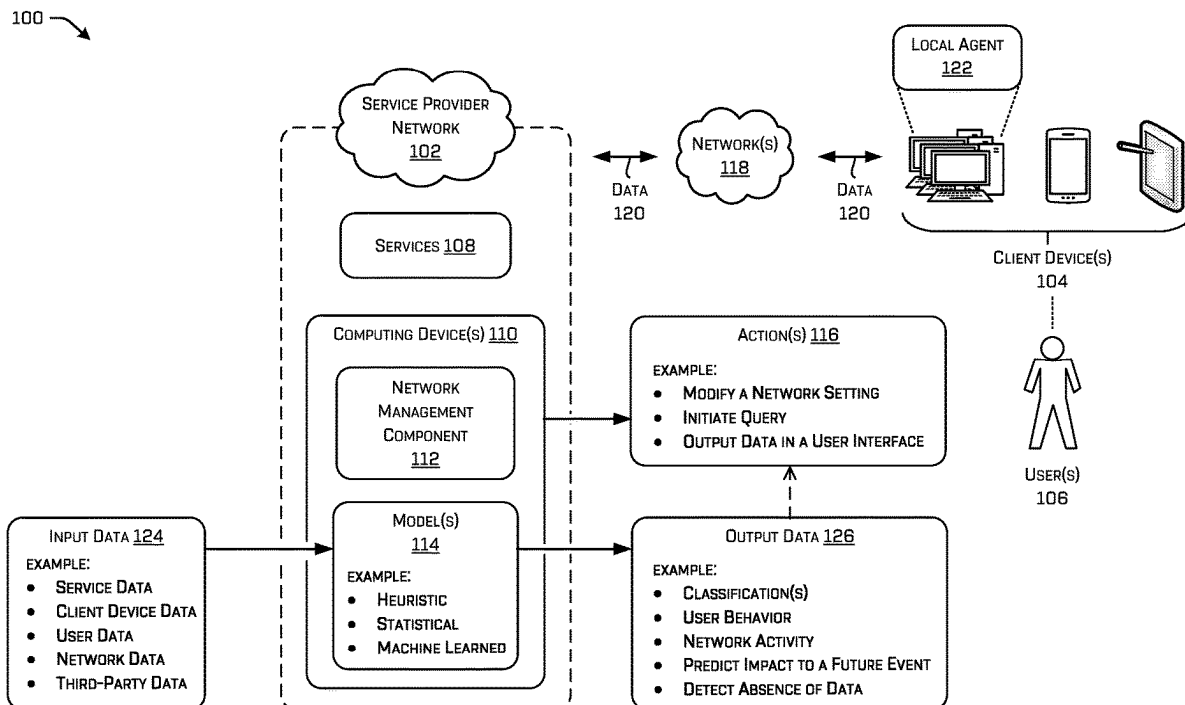 100
LOCAL AGENT
122
SERVICE PROVIDER
NETWORK
102
NETWORK(S)
118
DATA
120
DATA
120
SERVICES 108
CLIENT DEVICE(S)
104
COMPUTING DEVICE(S) 110
NETWORK
MANAGEMENT
COMPONENT
112
ACTION(S) 116
EXAMPLE:
• MODIFY A NETWORK SETTING
• INITIATE QUERY
• OUTPUT DATA IN A USER INTERFACE
USER(S)
106
INPUT DATA 124
EXAMPLE:
• SERVICE DATA
• CLIENT DEVICE DATA
• USER DATA
• NETWORK DATA
• THIRD-PARTY DATA
MODEL(S)
114
EXAMPLE:
• HEURISTIC
• STATISTICAL
• MACHINE LEARNED
OUTPUT DATA 126
EXAMPLE:
• CLASSIFICATION(S)
• USER BEHAVIOR
• NETWORK ACTIVITY
• PREDICT IMPACT TO A FUTURE EVENT
• DETECT ABSENCE OF DATA